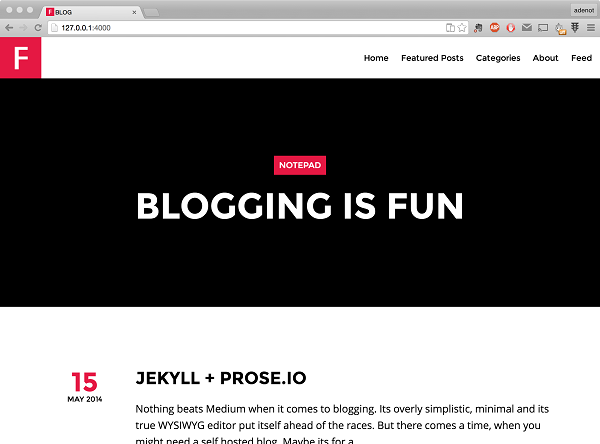 F BLOG
adenot
127.0.0.1:4000
F
Home Featured Posts Categories About Feed
NOTEPAD
BLOGGING IS FUN
15
MAY 2014
JEKYLL + PROSE.IO
Nothing beats Medium when it comes to blogging. Its overly simplistic, minimal and its
true WYSIWYG editor put itself ahead of the races. But there comes a time, when you
might need a self hosted blog. Maybe its for a